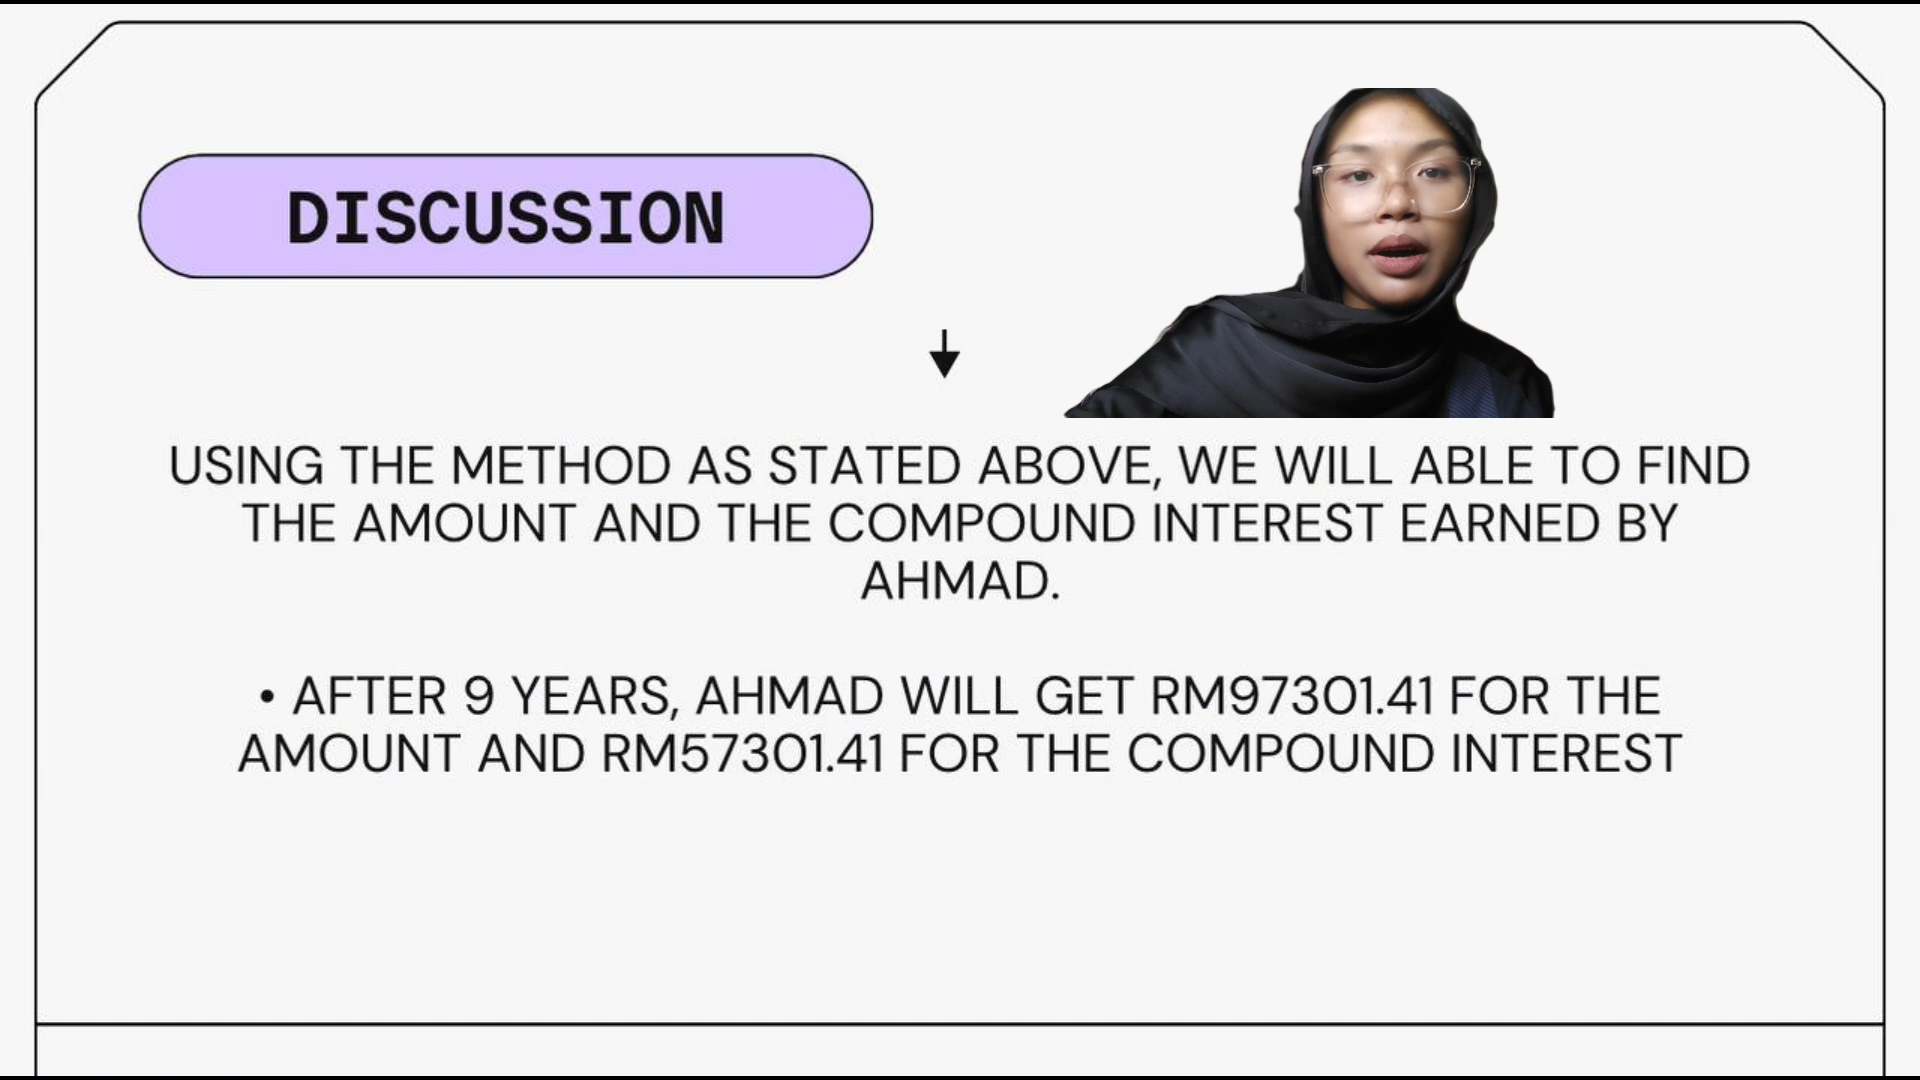 DISCUSSION
USING THE METHOD AS STATED ABOVE, WE WILL ABLE TO FIND
THE AMOUNT AND THE COMPOUND INTEREST EARNED BY
AHMAD.
• AFTER 9 YEARS, AHMAD WILL GET RM97301.41 FOR THE
AMOUNT AND RM57301.41 FOR THE COMPOUND INTEREST